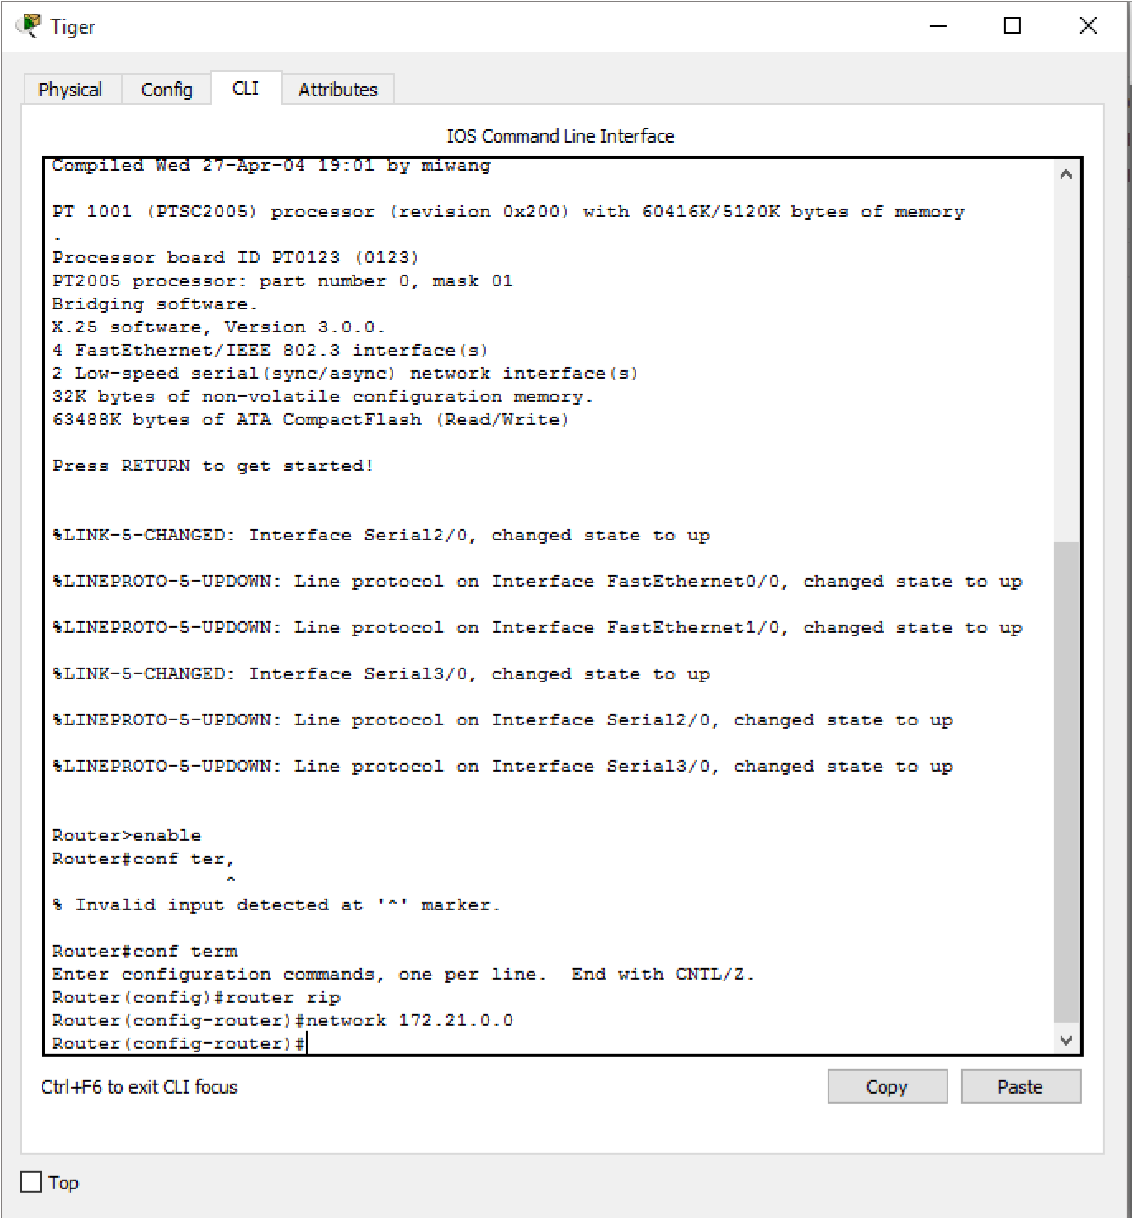 Tiger
Physical Config CLI Attributes
IOS Command Line Interface
Compiled Wed 27-Apr-04 19:01 by miwang
PT 1001 (PTSC2005) processor (revision 0x200) with 60416K/5120K bytes of memory
.
Processor board ID PT0123 (0123)
PT2005 processor: part number 0, mask 01
Bridging software.
X.25 software, Version 3.0.0.
4 FastEthernet/IEEE 802.3 interface(s)
2 Low-speed serial(sync/async) network interface(s)
32K bytes of non-volatile configuration memory.
63488K bytes of ATA CompactFlash (Read/Write)
Press RETURN to get started!
%LINK-5-CHANGED: Interface Serial2/0, changed state to up
%LINEPROTO-5-UPDOWN: Line protocol on Interface FastEthernet0/0, changed state to up
%LINEPROTO-5-UPDOWN: Line protocol on Interface FastEthernet1/0, changed state to up
%LINK-5-CHANGED: Interface Serial3/0, changed state to up
%LINEPROTO-5-UPDOWN: Line protocol on Interface Serial2/0, changed state to up
%LINEPROTO-5-UPDOWN: Line protocol on Interface Serial3/0, changed state to up
Router>enable
Router#conf ter,
^
% Invalid input detected at '^' marker.
Router#conf term
Enter configuration commands, one per line.  End with CNTL/Z.
Router(config)#router rip
Router(config-router)#network 172.21.0.0
Router(config-router)#
Ctrl+F6 to exit CLI focus
Copy Paste
Top